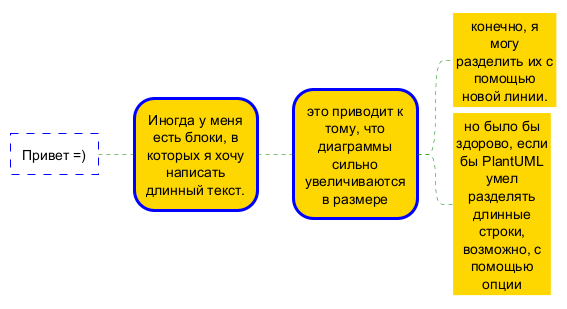 Привет =)
Иногда у меня
есть блоки, в
которых я хочу
написать
длинный текст.
это приводит к
тому, что
диаграммы
сильно
увеличиваются
в размере
конечно, я
могу
разделить их с
помощью
новой линии.
но было бы
здорово, если
бы PlantUML
умел
разделять
длинные
строки,
возможно, с
помощью
опции